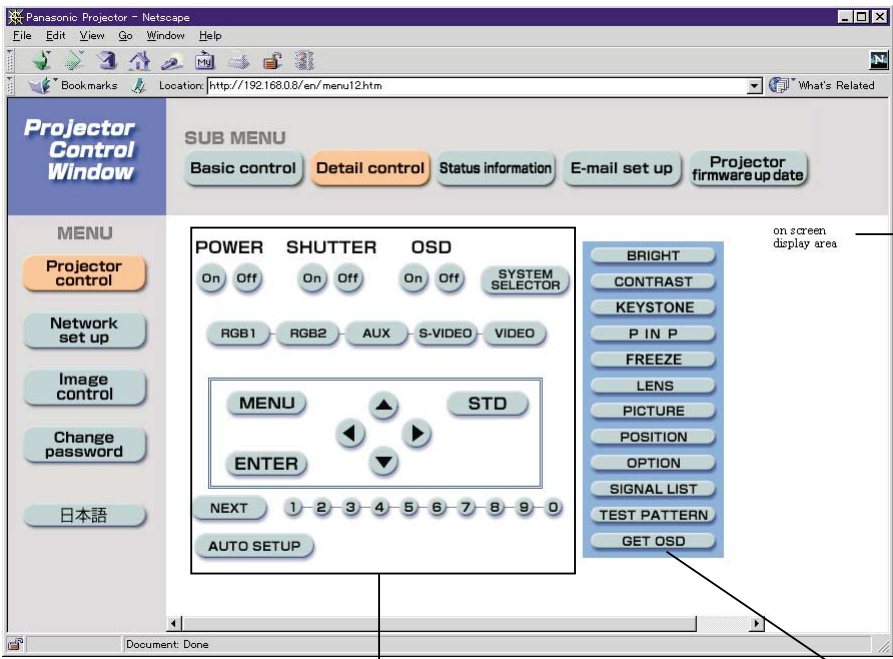 Panasonic Projector - Netscape
File Edit View Go Window Help
My
N
Bookmarks Location: http://192.168.0.8/en/menu12.htm What's Related
Projector
Control
Window
SUB MENU
Basic control Detail control Status information E-mail set up Projector firmware up date
MENU
Projector
control
Network
set up
Image
control
Change
password
日本語
POWER SHUTTER OSD
On Off On Off On Off SYSTEM SELECTOR
RGB1 RGB2 AUX S-VIDEO VIDEO
MENU STD
ENTER
NEXT 1 2 3 4 5 6 7 8 9 0
AUTO SETUP
BRIGHT
CONTRAST
KEYSTONE
P IN P
FREEZE
LENS
PICTURE
POSITION
OPTION
SIGNAL LIST
TEST PATTERN
GET OSD
on screen
display area
Document: Done